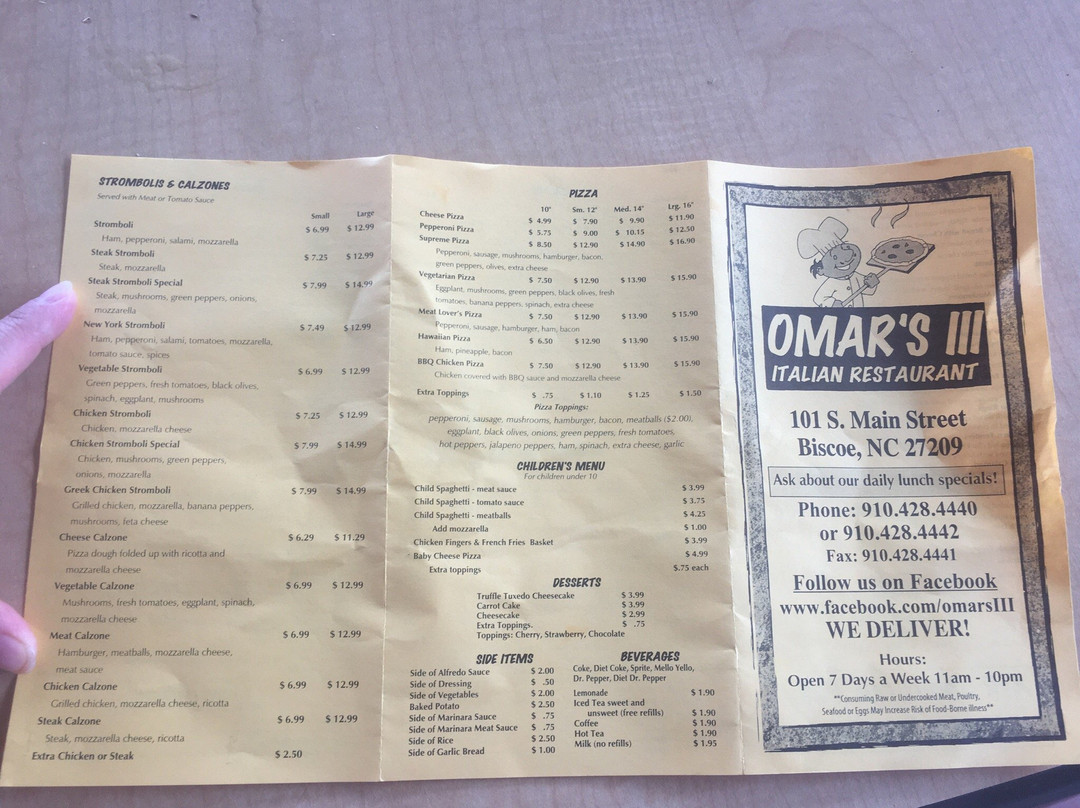 STROMBOLIS & CALZONES
Served with Meat or Tomato Sauce
Small Large
Stromboli $ 6.99 $ 12.99
Ham, pepperoni, salami, mozzarella
Steak Stromboli $ 7.25 $ 12.99
Steak, mozzarella
Steak Stromboli Special $ 7.99 $ 14.99
Steak, mushrooms, green peppers, onions,
mozzarella
New York Stromboli $ 7.49 $ 12.99
Ham, pepperoni, salami, tomatoes, mozzarella,
tomato sauce, spices
Vegetable Stromboli $ 6.99 $ 12.99
Green peppers, fresh tomatoes, black olives,
spinach, eggplant, mushrooms
Chicken Stromboli $ 7.25 $ 12.99
Chicken, mozzarella cheese
Chicken Stromboli Special $ 7.99 $ 14.99
Chicken, mushrooms, green peppers,
onions, mozzarella
Greek Chicken Stromboli $ 7.99 $ 14.99
Grilled chicken, mozzarella, banana peppers,
mushrooms, feta cheese
Cheese Calzone $ 6.29 $ 11.29
Pizza dough folded up with ricotta and
mozzarella cheese
Vegetable Calzone $ 6.99 $ 12.99
Mushrooms, fresh tomatoes, eggplant, spinach,
mozzarella cheese
Meat Calzone $ 6.99 $ 12.99
Hamburger, meatballs, mozzarella cheese,
meat sauce
Chicken Calzone $ 6.99 $ 12.99
Grilled chicken, mozzarella cheese, ricotta
Steak Calzone $ 6.99 $ 12.99
Steak, mozzarella cheese, ricotta
Extra Chicken or Steak $ 2.50
PIZZA
10" Sm. 12" Med. 14" Lrg. 16"
Cheese Pizza $ 4.99 $ 7.90 $ 9.90 $ 11.90
Pepperoni Pizza $ 5.75 $ 9.00 $ 10.15 $ 12.50
Supreme Pizza $ 8.50 $ 12.90 $ 14.90 $ 16.90
Pepperoni, sausage, mushrooms, hamburger, bacon,
green peppers, olives, extra cheese
Vegetarian Pizza $ 7.50 $ 12.90 $ 13.90 $ 15.90
Eggplant, mushrooms, green peppers, black olives, fresh
tomatoes, banana peppers, spinach, extra cheese
Meat Lover's Pizza $ 7.50 $ 12.90 $ 13.90 $ 15.90
Pepperoni, sausage, hamburger, ham, bacon
Hawaiian Pizza $ 6.50 $ 12.90 $ 13.90 $ 15.90
Ham, pineapple, bacon
BBQ Chicken Pizza $ 7.50 $ 12.90 $ 13.90 $ 15.90
Chicken covered with BBQ sauce and mozzarella cheese
Extra Toppings $ .75 $ 1.10 $ 1.25 $ 1.50
Pizza Toppings:
pepperoni, sausage, mushrooms, hamburger, bacon, meatballs ($2.00),
eggplant, black olives, onions, green peppers, fresh tomatoes,
hot peppers, jalapeno peppers, ham, spinach, extra cheese, garlic
CHILDREN'S MENU
For children under 10
Child Spaghetti - meat sauce $ 3.99
Child Spaghetti - tomato sauce $ 3.75
Child Spaghetti - meatballs $ 4.25
Add mozzarella $ 1.00
Chicken Fingers & French Fries Basket $ 3.99
Baby Cheese Pizza $ 4.99
Extra toppings $.75 each
DESSERTS
Truffle Tuxedo Cheesecake $ 3.99
Carrot Cake $ 3.99
Cheesecake $ 2.99
Extra Toppings. $ .75
Toppings: Cherry, Strawberry, Chocolate
SIDE ITEMS
Side of Alfredo Sauce $ 2.00
Side of Dressing $ .50
Side of Vegetables $ 2.00
Baked Potato $ 2.50
Side of Marinara Sauce $ .75
Side of Marinara Meat Sauce $ .75
Side of Rice $ 2.50
Side of Garlic Bread $ 1.00
BEVERAGES
Coke, Diet Coke, Sprite, Mello Yello,
Dr. Pepper, Diet Dr. Pepper
Lemonade $ 1.90
Iced Tea sweet and
unsweet (free refills) $ 1.90
Coffee $ 1.90
Hot Tea $ 1.90
Milk (no refills) $ 1.95
OMAR'S III
ITALIAN RESTAURANT
101 S. Main Street
Biscoe, NC 27209
Ask about our daily lunch specials!
Phone: 910.428.4440
or 910.428.4442
Fax: 910.428.4441
Follow us on Facebook
www.facebook.com/omarsIII
WE DELIVER!
Hours:
Open 7 Days a Week 11am - 10pm
**Consuming Raw or Undercooked Meat, Poultry,
Seafood or Eggs May Increase Risk of Food-Borne illness**